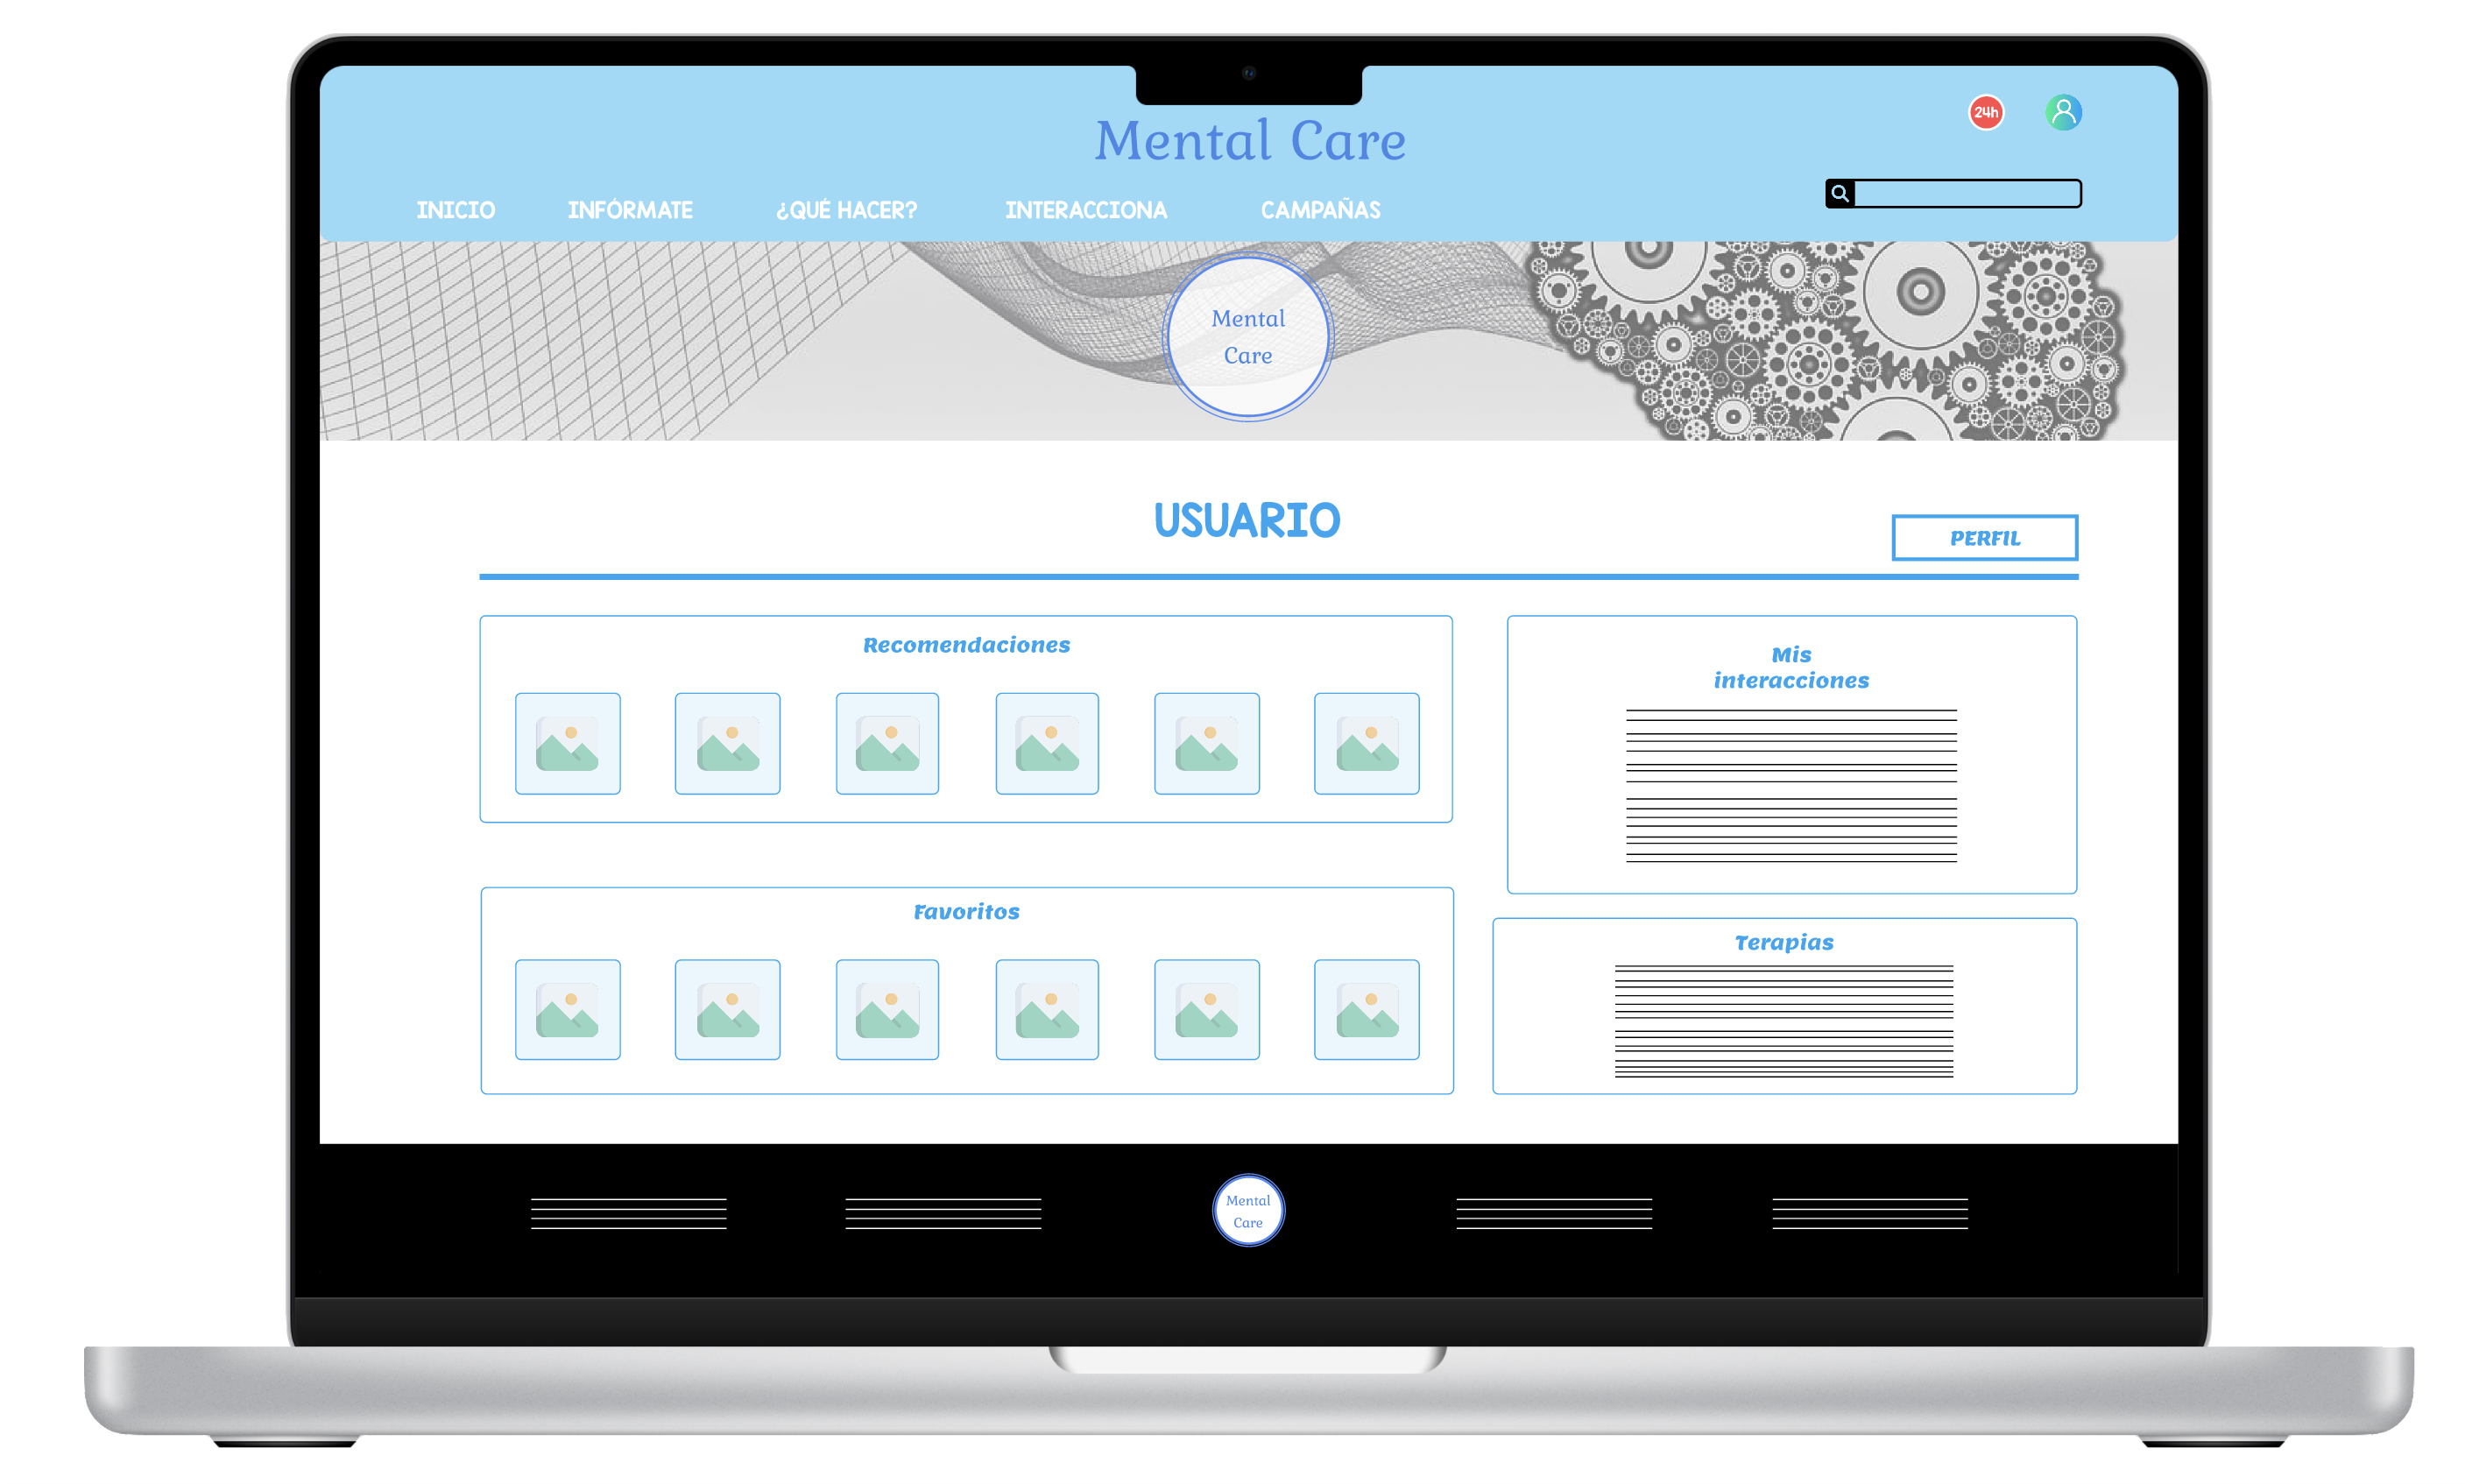 Mental Care
24h
INICIO INFÓRMATE ¿QUÉ HACER? INTERACCIONA CAMPAÑAS
Mental
Care
USUARIO
PERFIL
Recomendaciones
Mis
interacciones
Favoritos
Terapias
Mental
Care